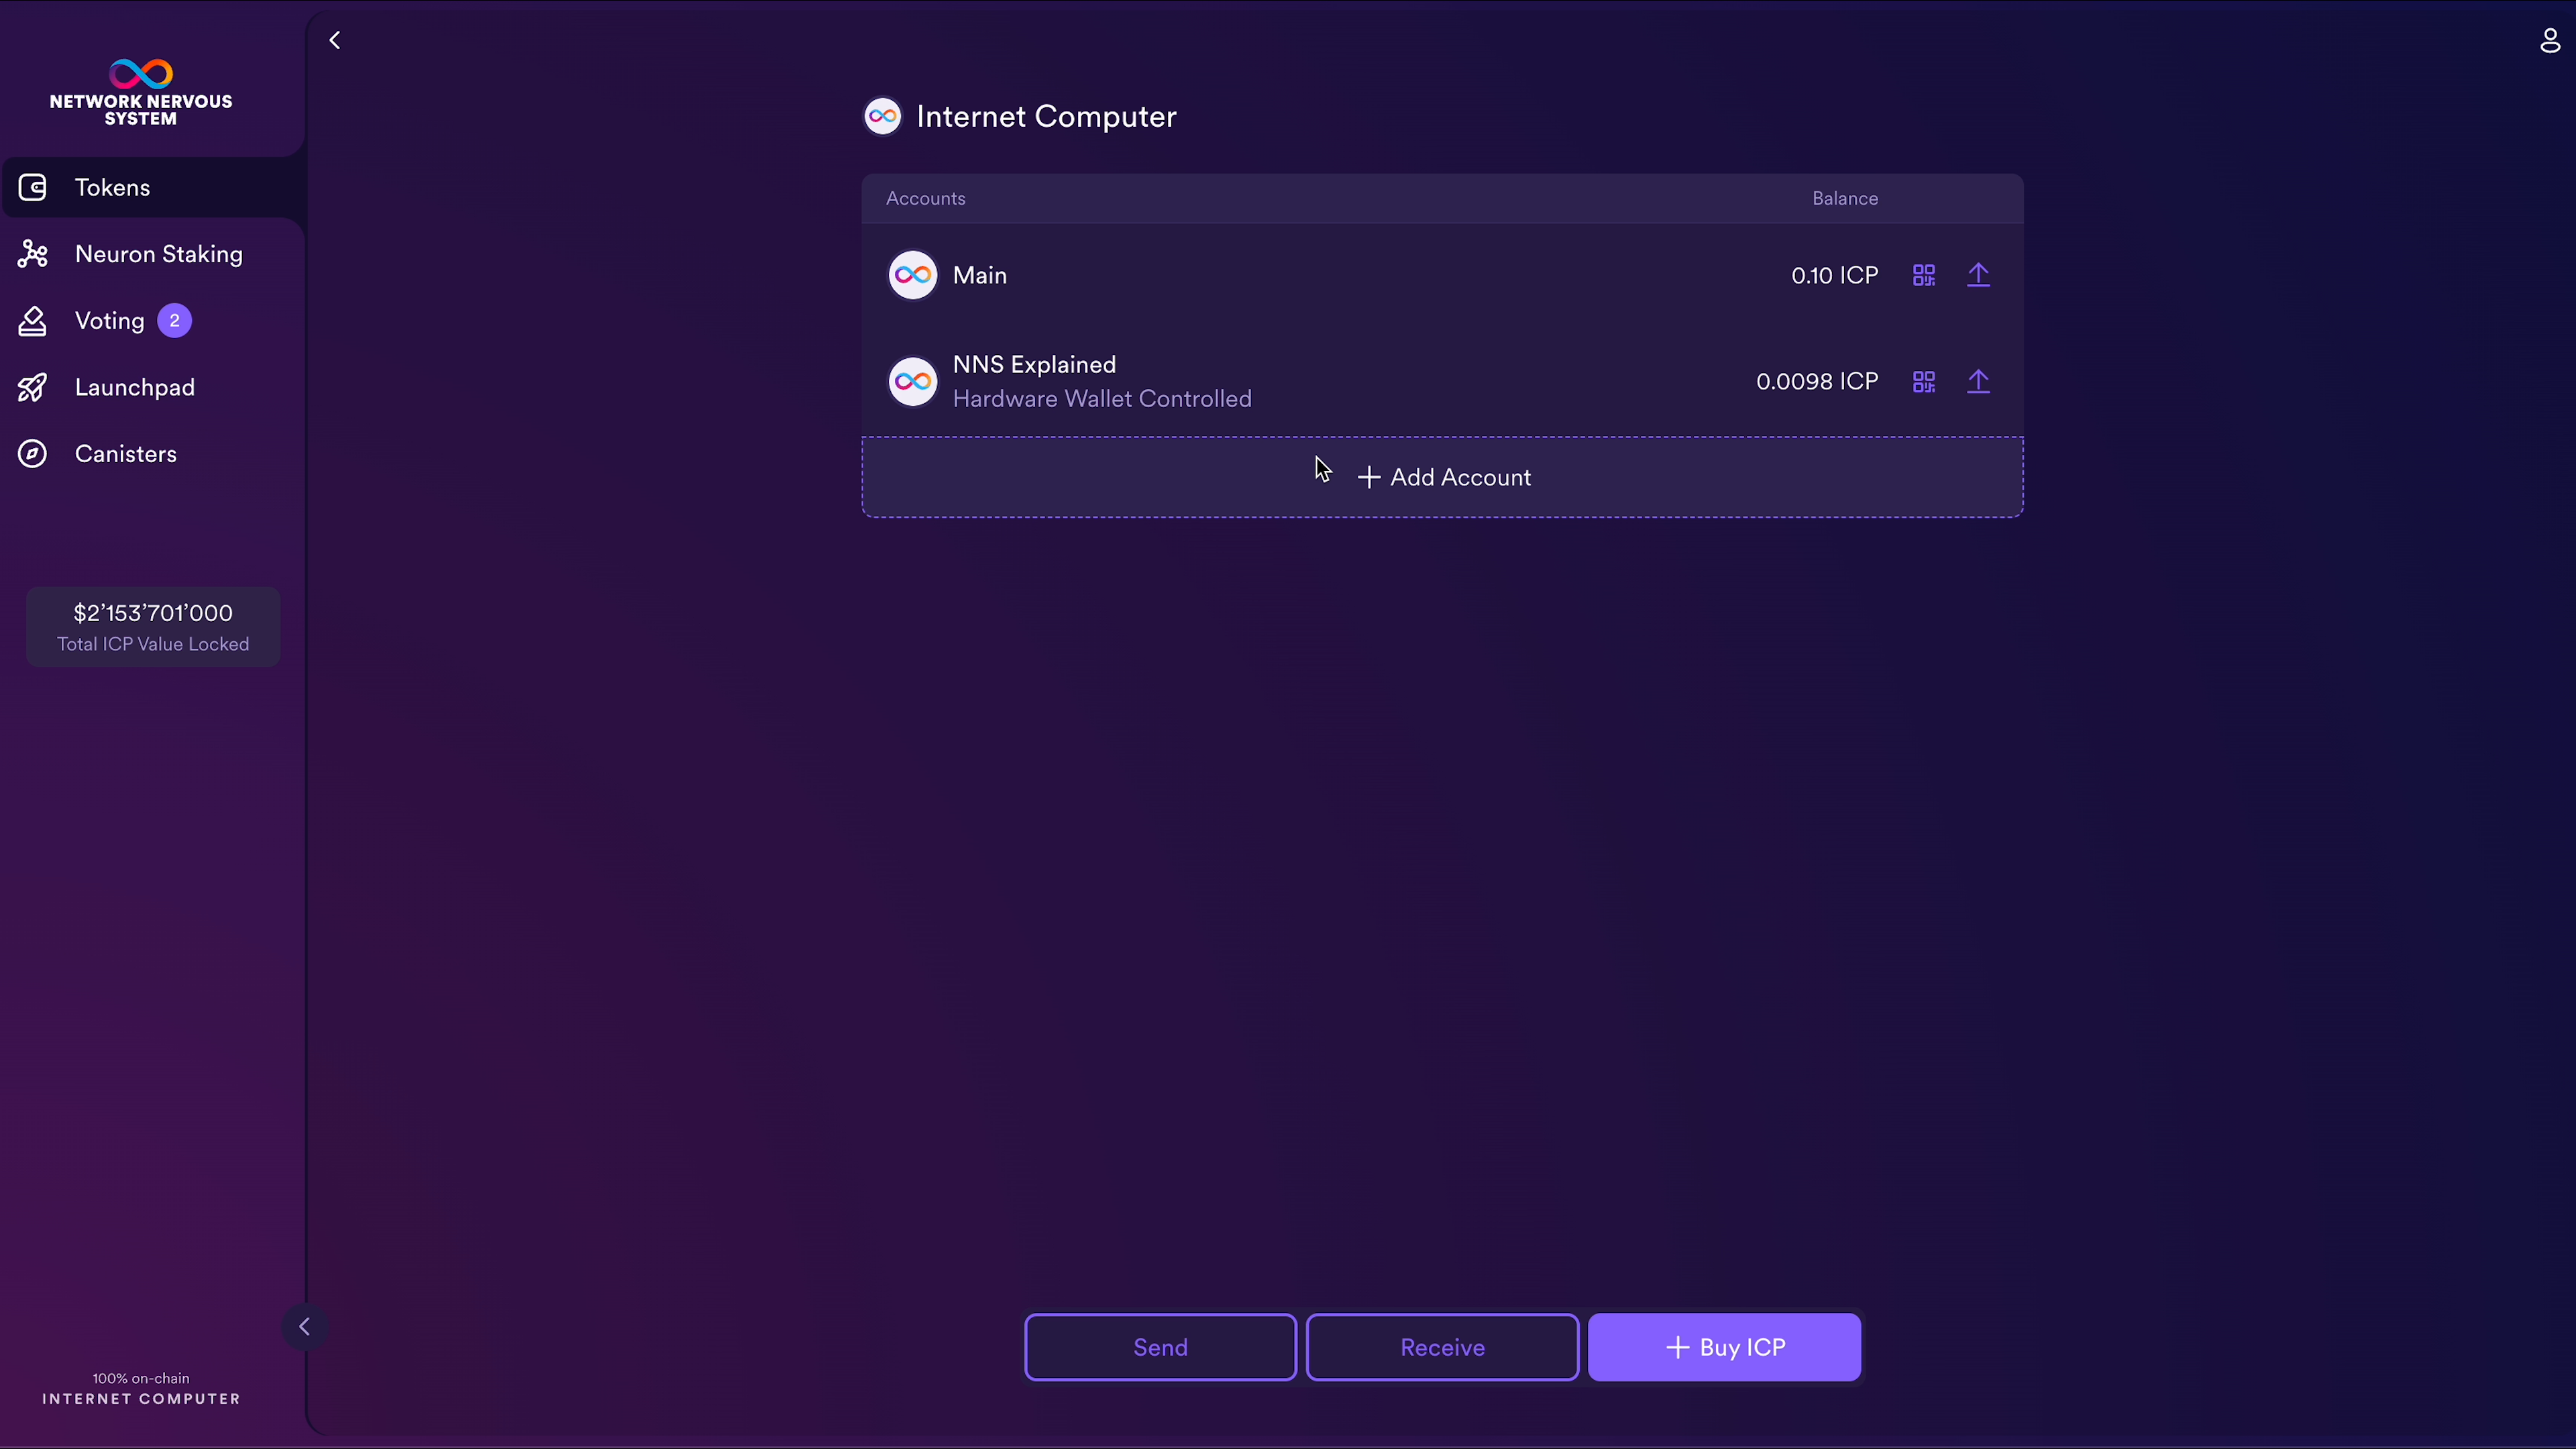 NETWORK NERVOUS
SYSTEM
Tokens
Neuron Staking
Voting 2
Launchpad
Canisters
$2’153’701’000
Total ICP Value Locked
100% on-chain
INTERNET COMPUTER
Internet Computer
Accounts Balance
Main 0.10 ICP
NNS Explained
Hardware Wallet Controlled 0.0098 ICP
+ Add Account
Send Receive + Buy ICP